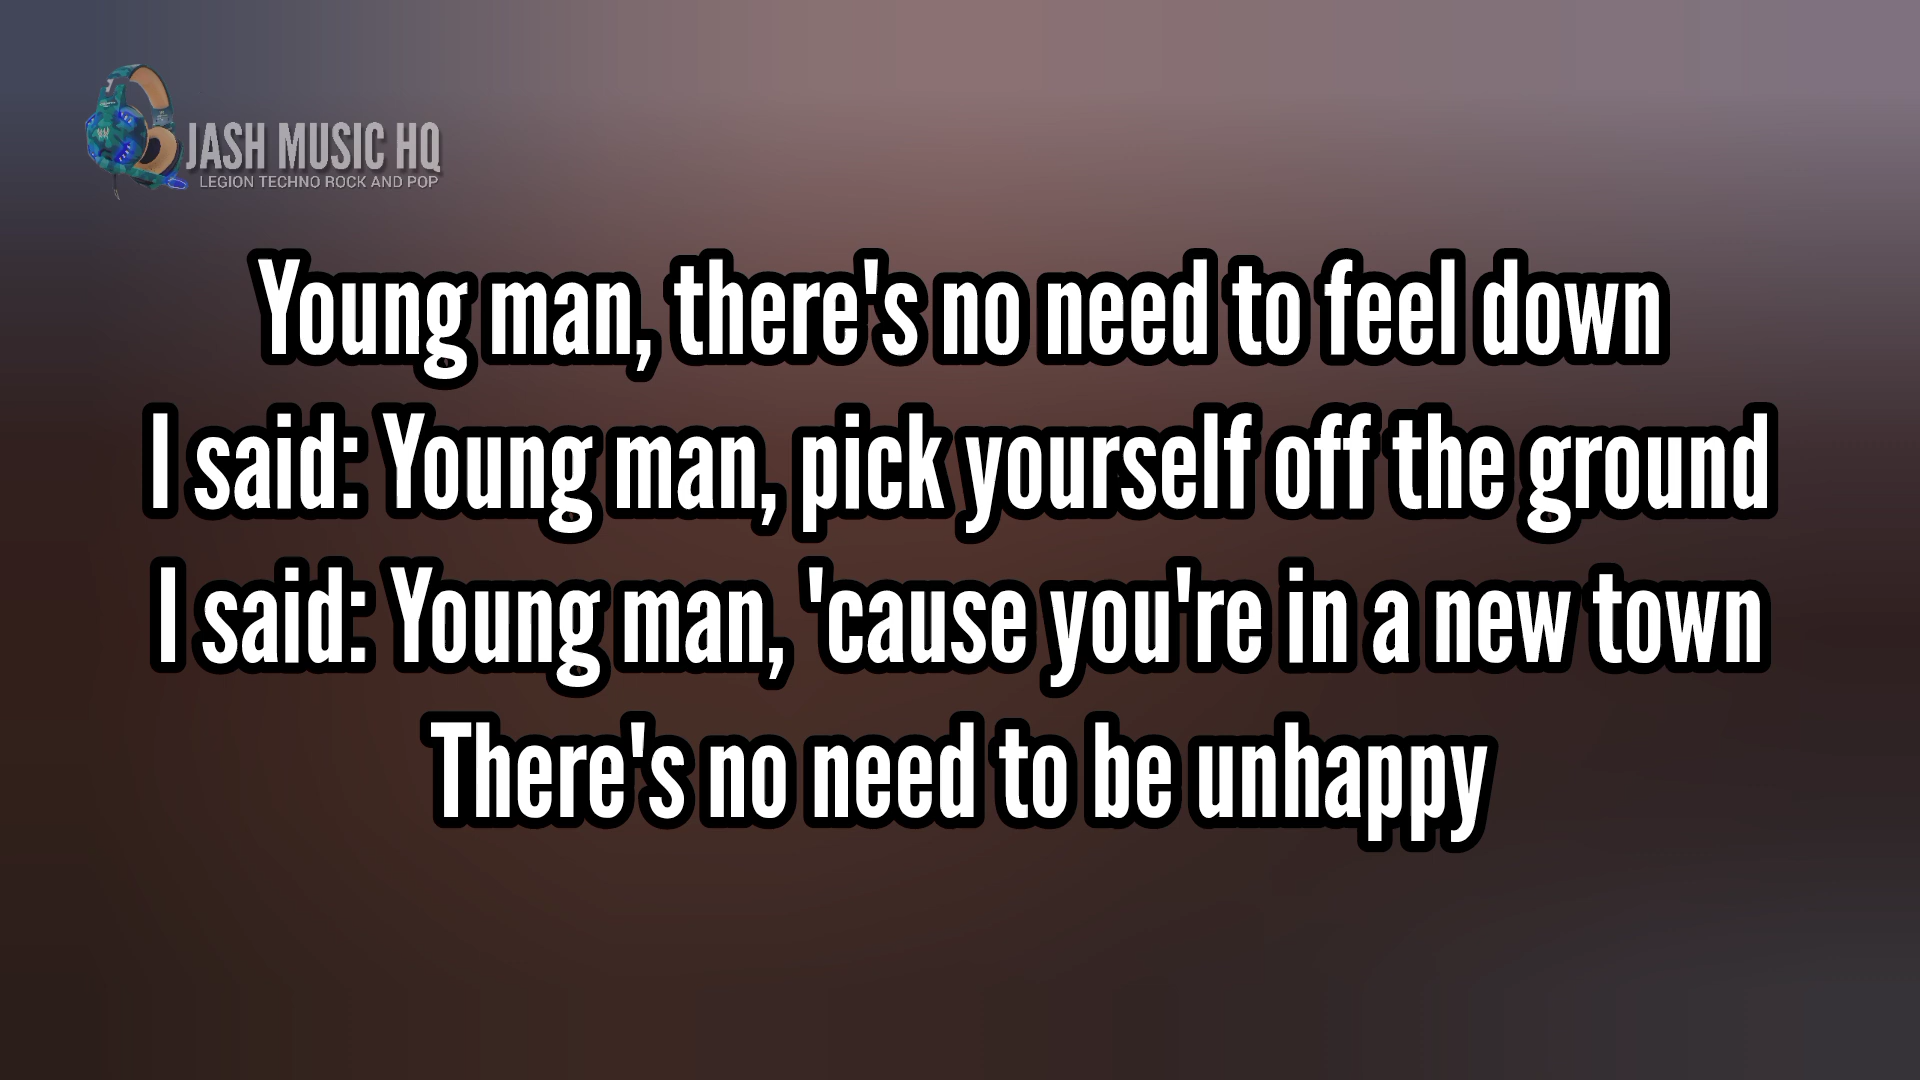 JASH MUSIC HQ
LEGION TECHNO ROCK AND POP
Young man, there's no need to feel down
I said: Young man, pick yourself off the ground
I said: Young man, 'cause you're in a new town
There's no need to be unhappy